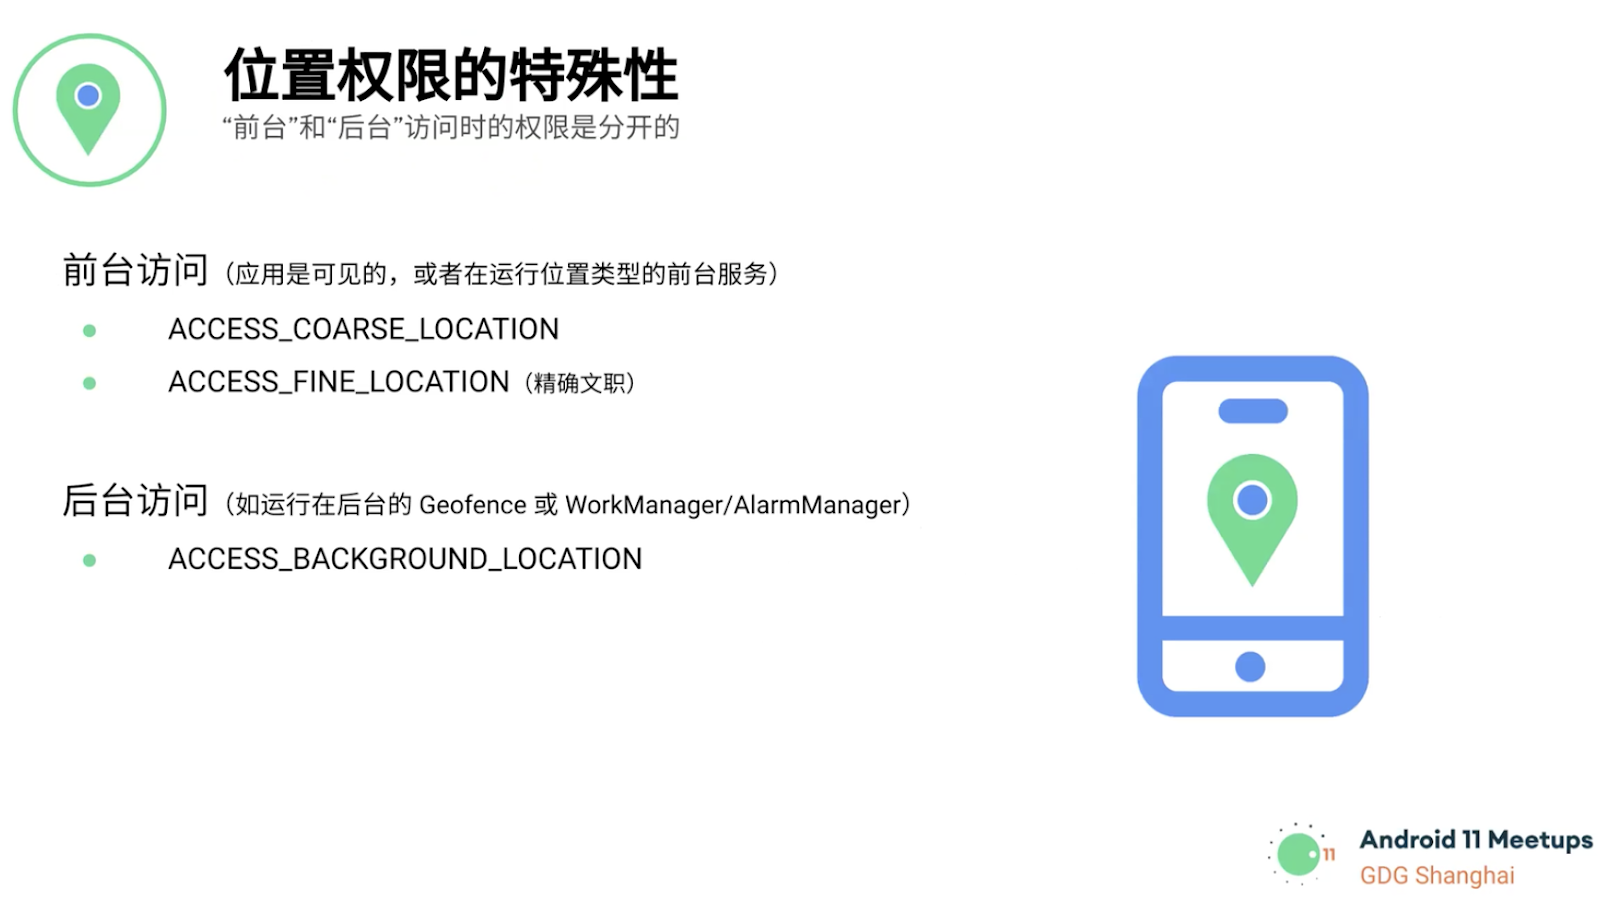 位置权限的特殊性
“前台”和“后台”访问时的权限是分开的
前台访问（应用是可见的，或者在运行位置类型的前台服务）
ACCESS_COARSE_LOCATION
ACCESS_FINE_LOCATION（精确文职）
后台访问（如运行在后台的 Geofence 或 WorkManager/AlarmManager）
ACCESS_BACKGROUND_LOCATION
11
Android 11 Meetups
GDG Shanghai